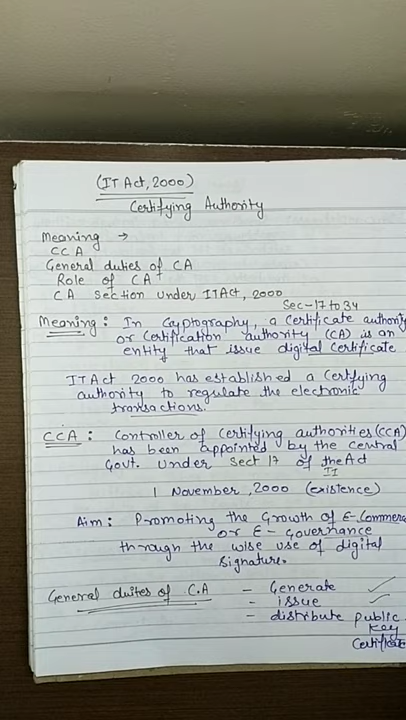 (IT Act, 2000)
Certifying Authority
Meaning →
CCA
General duties of CA
Role of CA
CA Section under ITAct, 2000
Sec-17 to 34
Meaning : In Cryptography, a certificate authority
or certification authority (CA) is an
entity that issue digital certificate
ITAct 2000 has established a Certifying
authority to regulate the electronic
transactions.
CCA : Controller of Certifying authorities (CCA)
has been appointed by the Central
Govt. under Sect 17 of the Act
IT
1 November, 2000 (existence)
Aim : Promoting the Growth of E-Commerce
or E-Governance
through the wise use of digital
Signature.
General duites of C.A - Generate
- issue
- distribute public
Key
Certificate